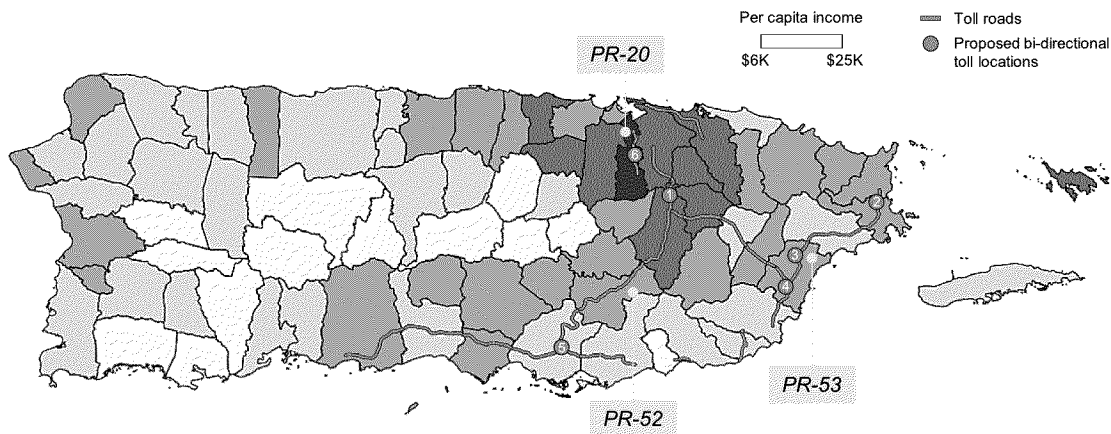 Per capita income
$6K
$25K
Toll roads
Proposed bi-directional
toll locations
PR-20
6
1
2
3
4
5
PR-53
PR-52